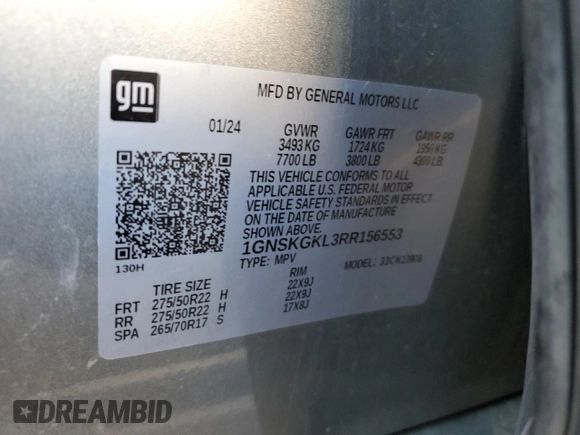 gm
MFD BY GENERAL MOTORS LLC
01/24 GVWR GAWR FRT GAWR RR
3493 KG 1724 KG 1950 KG
7700 LB 3800 LB 4300 LB
THIS VEHICLE CONFORMS TO ALL
APPLICABLE U.S. FEDERAL MOTOR
VEHICLE SAFETY STANDARDS IN EFFECT
ON THE DATE OF MANUFACTURE
SHOWN ABOVE.
1GNSKGKL3RR156553
130H
TYPE: MPV MODEL:
TIRE SIZE RIM
FRT 275/50R22 H 22X9J
RR 275/50R22 H 22X9J
SPA 265/70R17 S 17X8J
DREAMBID